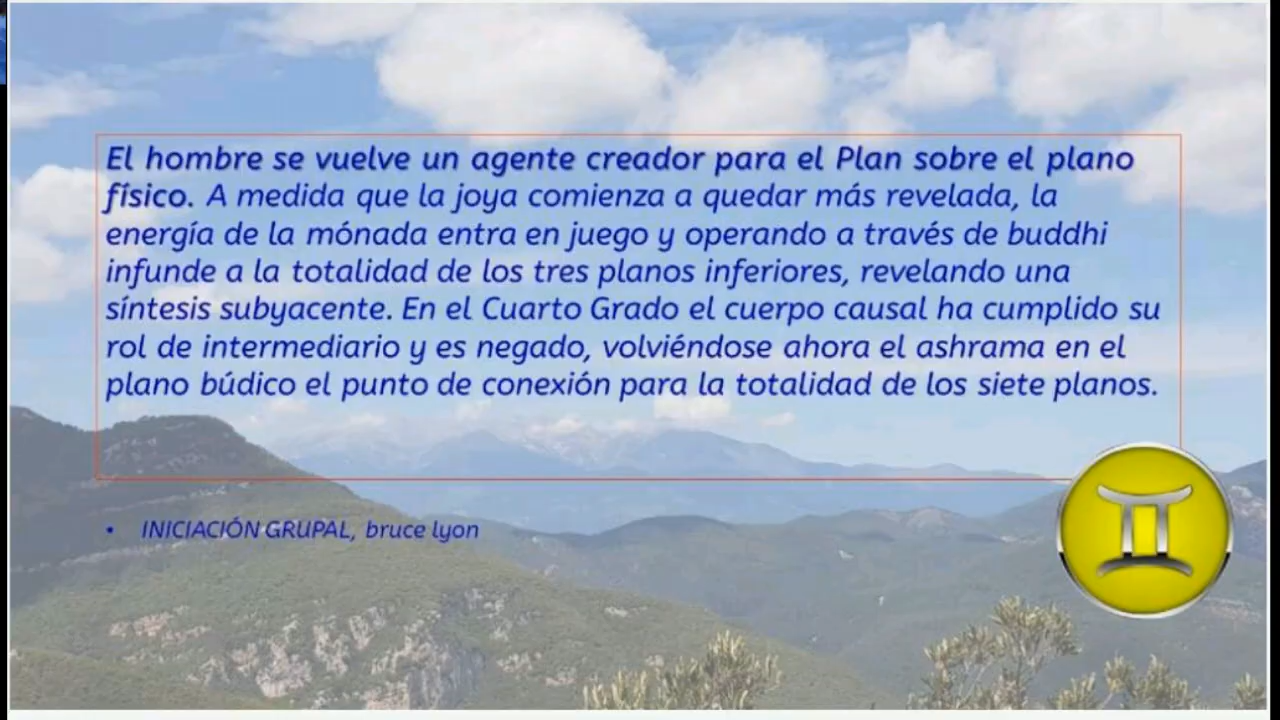 El hombre se vuelve un agente creador para el Plan sobre el plano
físico. A medida que la joya comienza a quedar más revelada, la
energía de la mónada entra en juego y operando a través de buddhi
infunde a la totalidad de los tres planos inferiores, revelando una
síntesis subyacente. En el Cuarto Grado el cuerpo causal ha cumplido su
rol de intermediario y es negado, volviéndose ahora el ashrama en el
plano búdico el punto de conexión para la totalidad de los siete planos.
• INICIACIÓN GRUPAL, bruce lyon